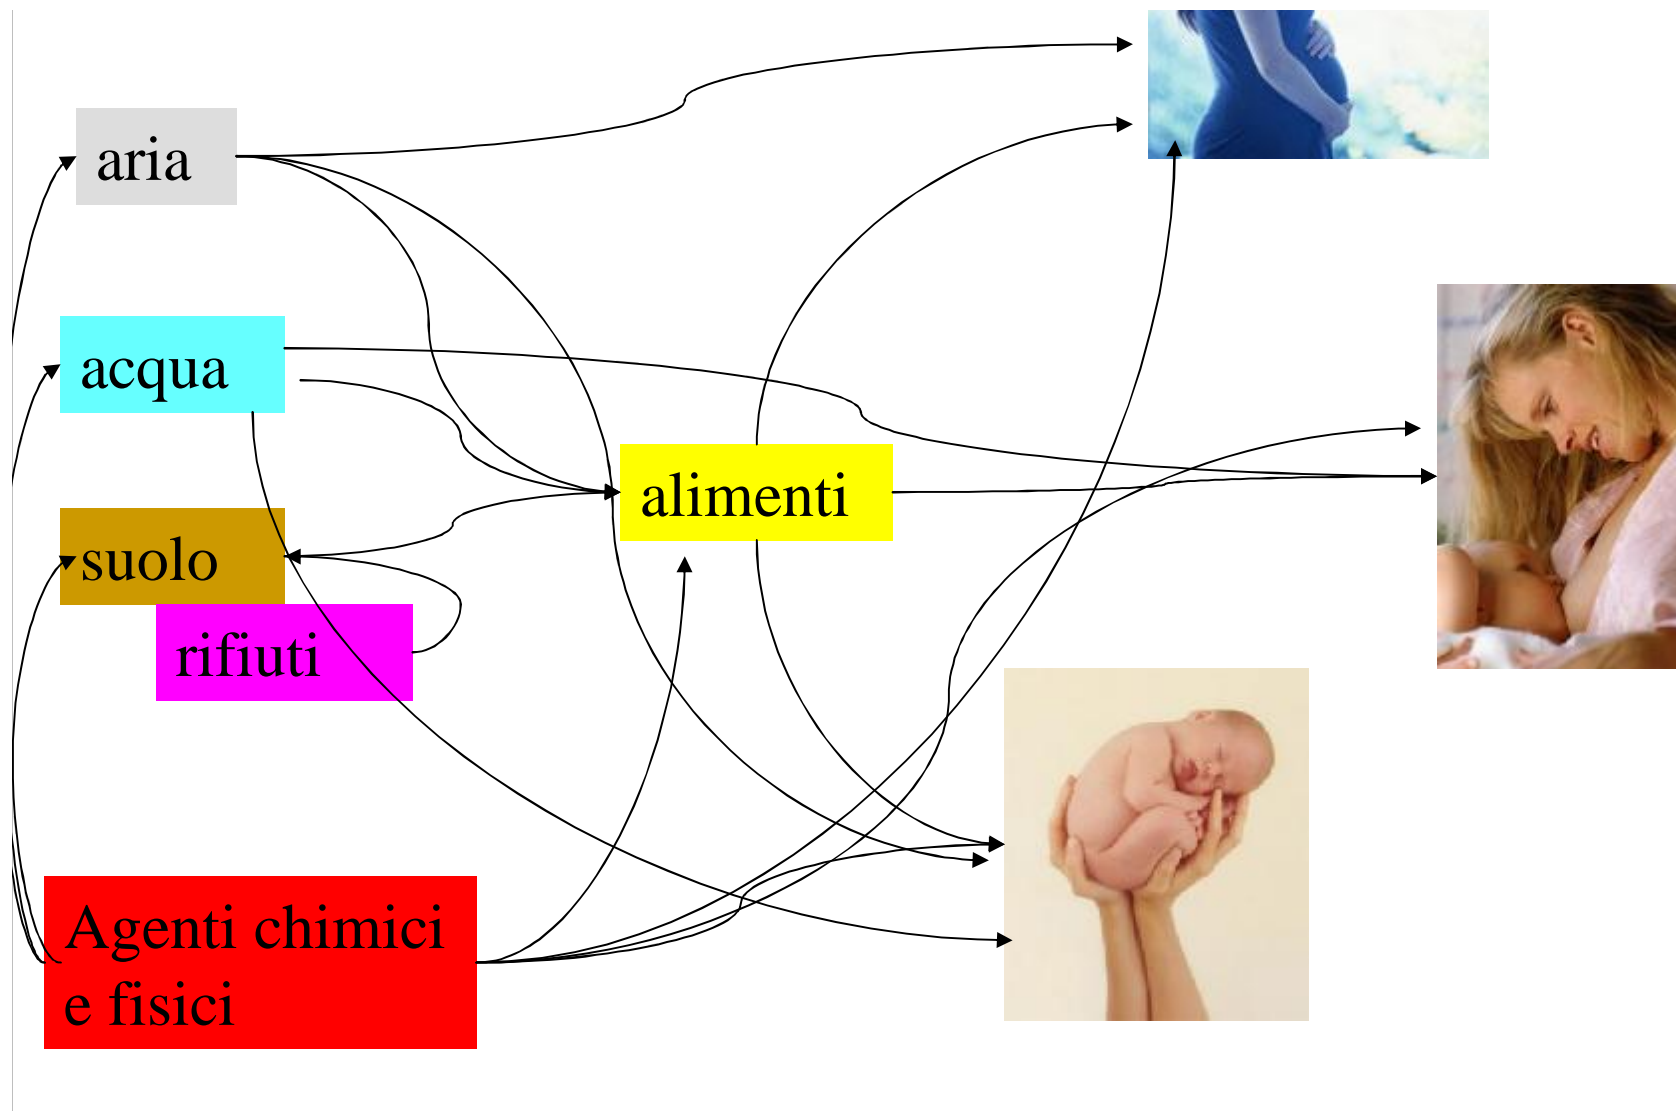 aria
acqua
alimenti
suolo
rifiuti
Agenti chimici
e fisici